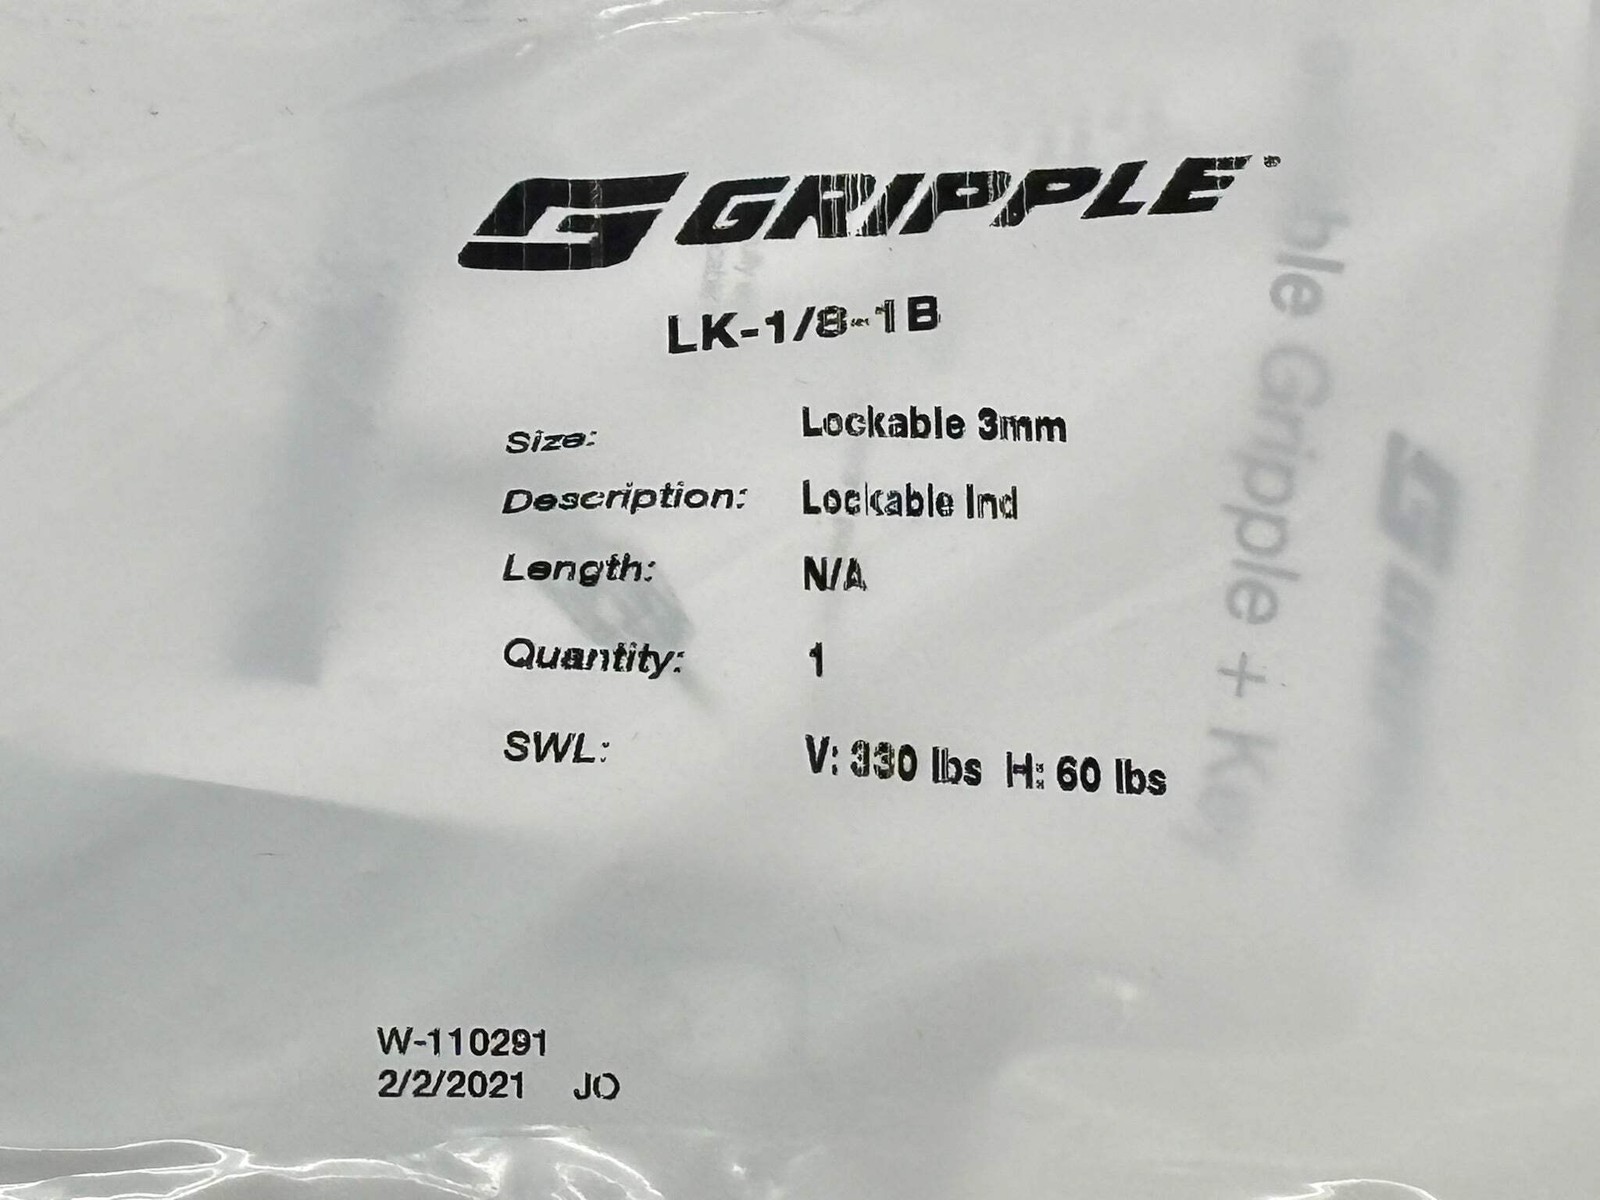 GRIPPLE®
LK-1/8-1B
Size: Lockable 3mm
Description: Lockable Ind
Length: N/A
Quantity: 1
SWL: V: 330 lbs H: 60 lbs
W-110291
2/2/2021 JO
ble Gripple + Key